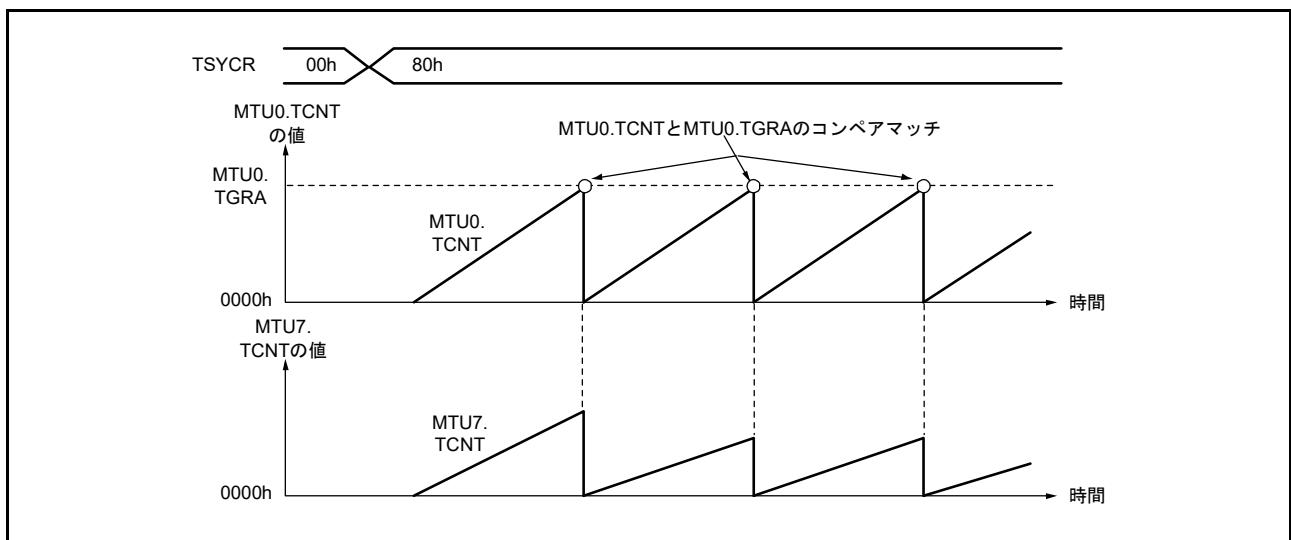 TSYCR 00h 80h
MTU0.TCNT
の値
MTU0.TCNTとMTU0.TGRAのコンペアマッチ
MTU0.
TGRA
MTU0.
TCNT
0000h
時間
MTU7.
TCNTの値
MTU7.
TCNT
0000h
時間